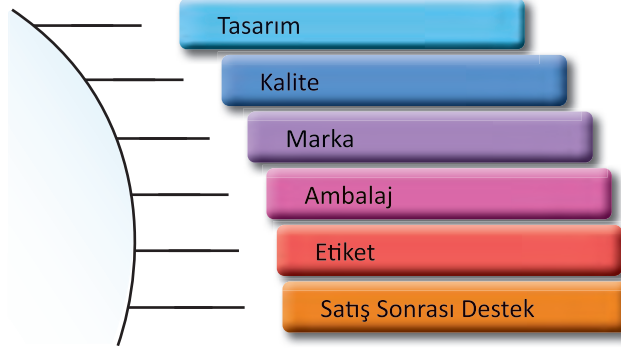 Tasarım
Kalite
Marka
Ambalaj
Etiket
Satış Sonrası Destek